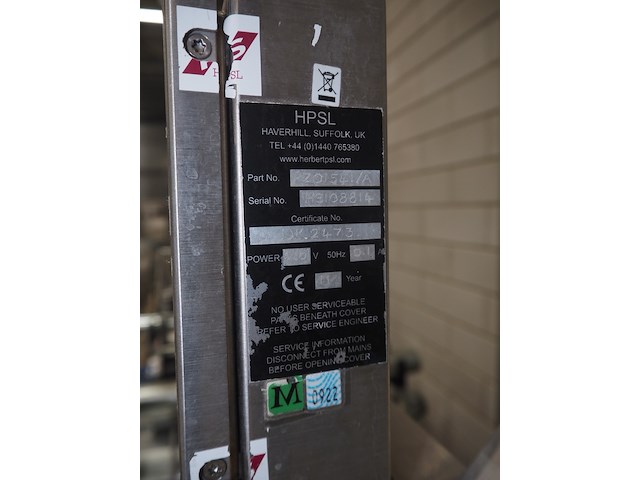 HPSL
HPSL
HAVERHILL, SUFFOLK, UK
TEL +44 (0)1440 765380
www.herbertpsl.com
Part No.
Serial No.
Certificate No.
POWER V 50Hz 0.1 A
CE Year
NO USER SERVICEABLE
PARTS BENEATH COVER
REFER TO SERVICE ENGINEER
SERVICE INFORMATION
DISCONNECT FROM MAINS
BEFORE OPENING COVER
M 0922